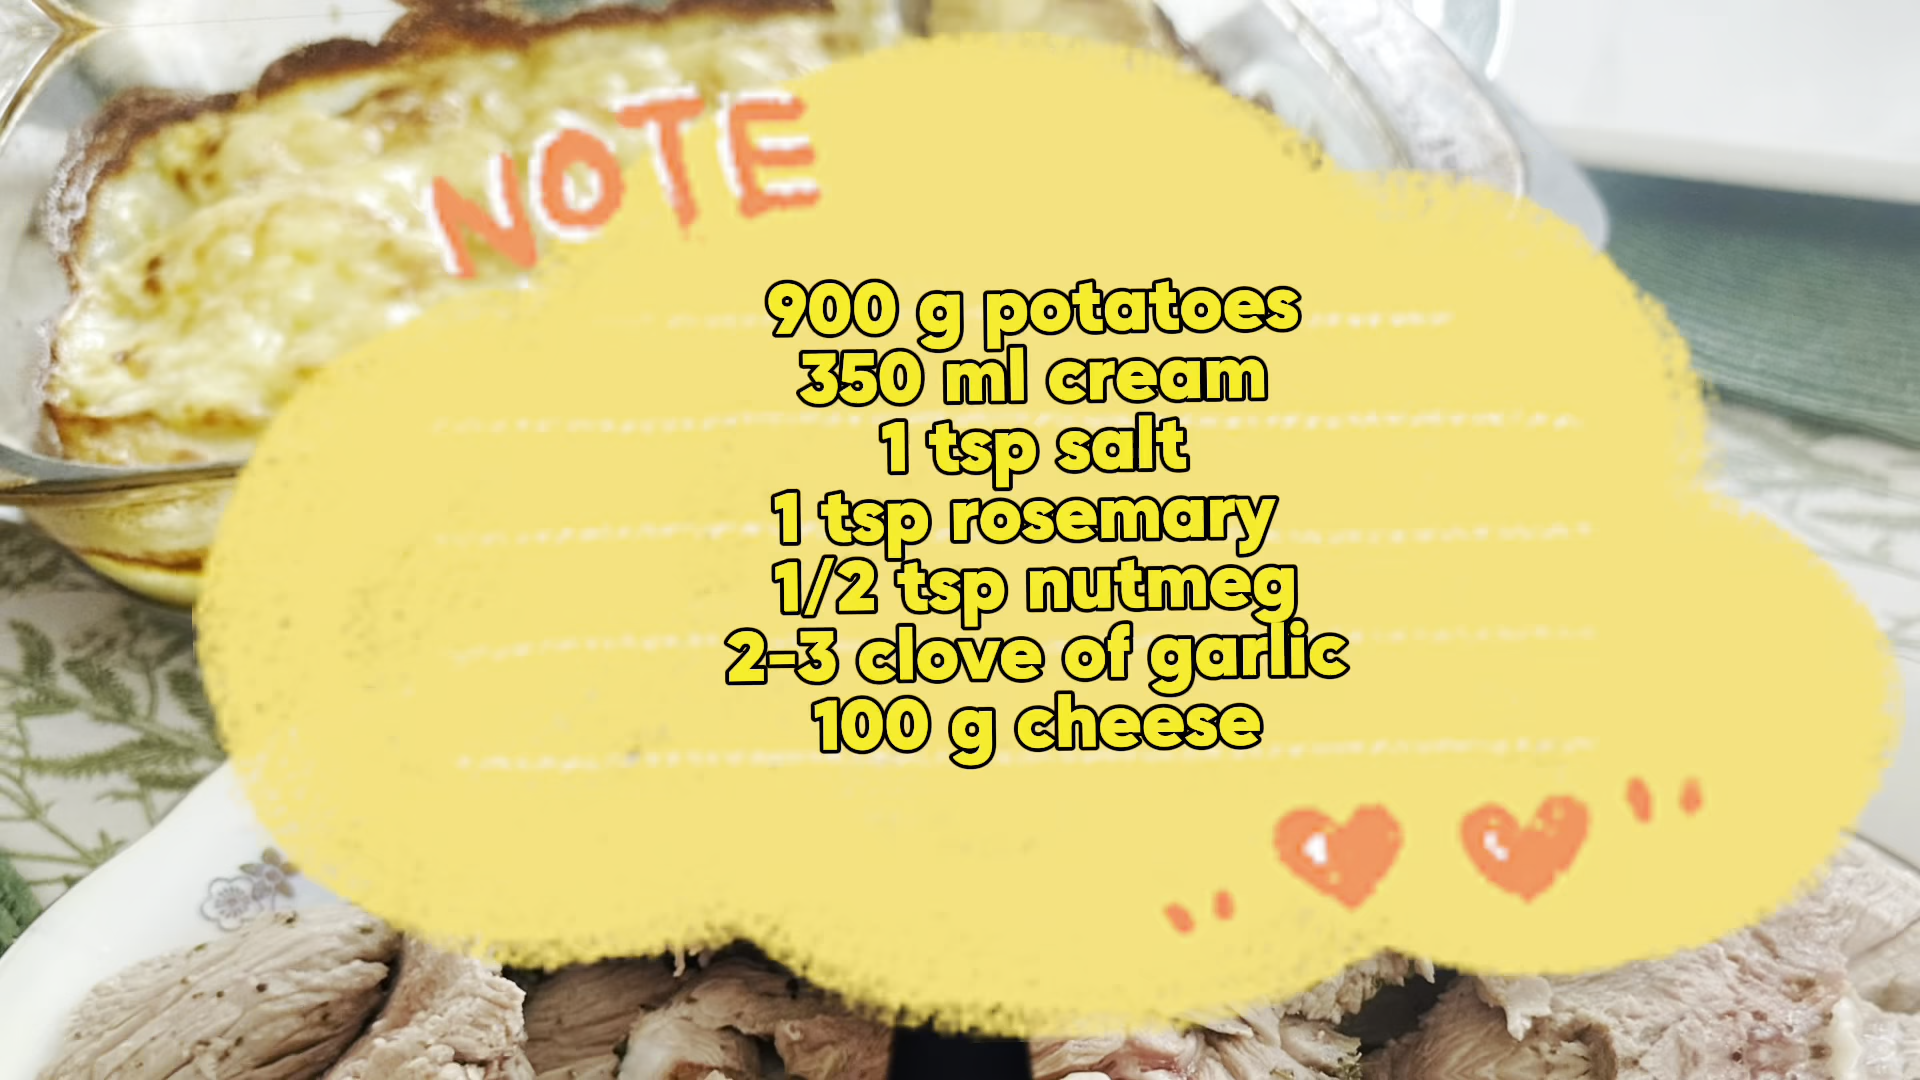 NOTE
900 g potatoes
350 ml cream
1 tsp salt
1 tsp rosemary
1/2 tsp nutmeg
2-3 clove of garlic
100 g cheese